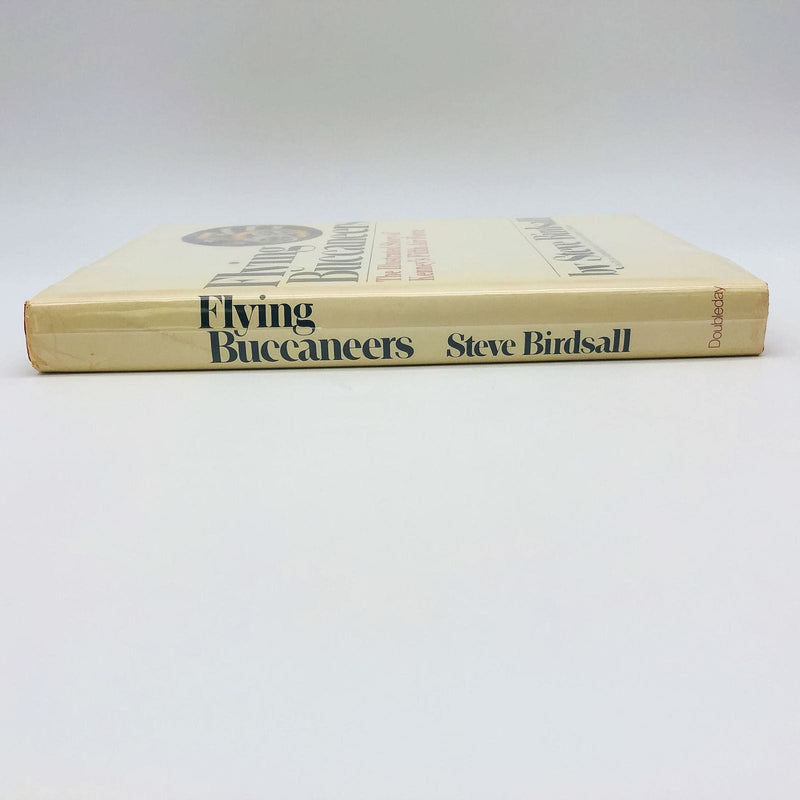 Flying
Buccaneers
The Illustrated Story of
Kenney's Fifth Air Force
by Steve Birdsall
Flying
Buccaneers
Steve Birdsall
Doubleday